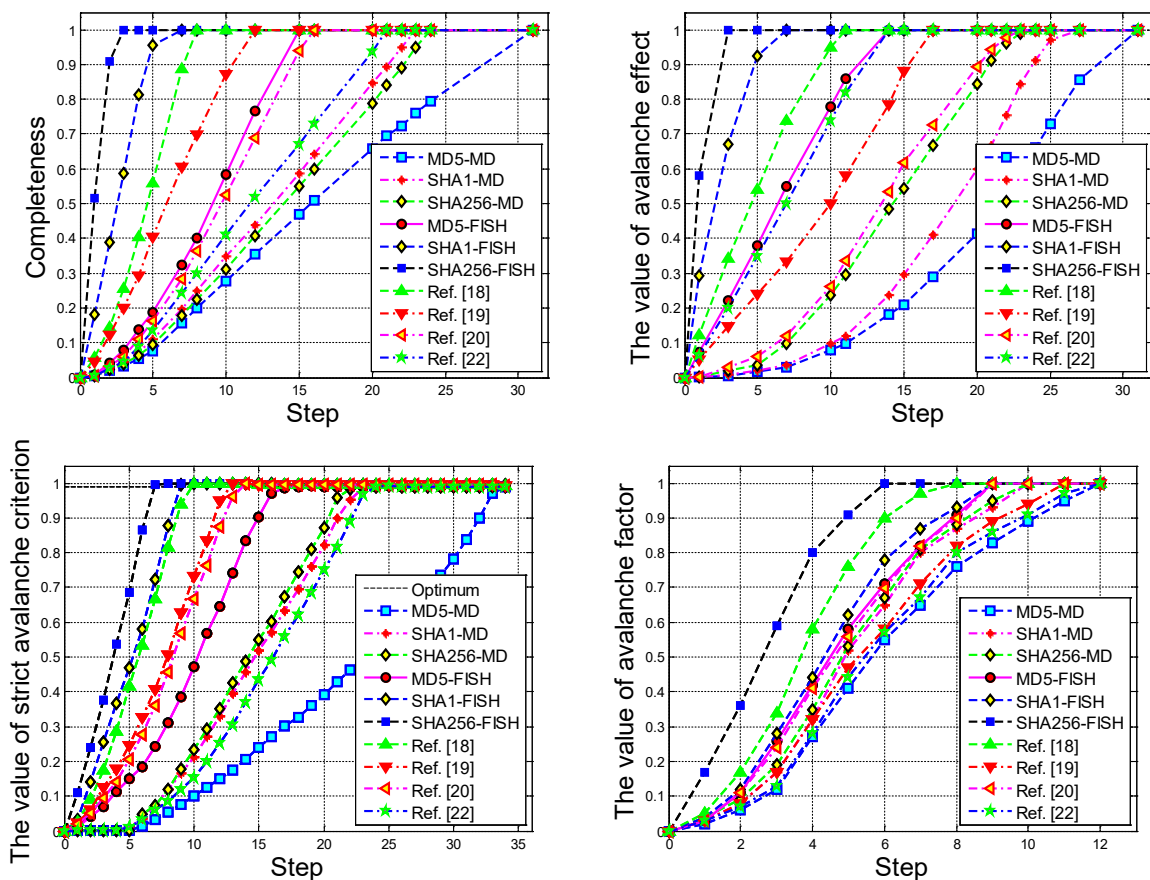 Completeness
1
0.9
0.8
0.7
0.6
0.5
0.4
0.3
0.2
0.1
0
0 5 10 15 20 25 30
Step
MD5-MD
SHA1-MD
SHA256-MD
MD5-FISH
SHA1-FISH
SHA256-FISH
Ref. [18]
Ref. [19]
Ref. [20]
Ref. [22]
The value of avalanche effect
1
0.9
0.8
0.7
0.6
0.5
0.4
0.3
0.2
0.1
0
0 5 10 15 20 25 30
Step
MD5-MD
SHA1-MD
SHA256-MD
MD5-FISH
SHA1-FISH
SHA256-FISH
Ref. [18]
Ref. [19]
Ref. [20]
Ref. [22]
The value of strict avalanche criterion
1
0.9
0.8
0.7
0.6
0.5
0.4
0.3
0.2
0.1
0
0 5 10 15 20 25 30 35
Step
Optimum
MD5-MD
SHA1-MD
SHA256-MD
MD5-FISH
SHA1-FISH
SHA256-FISH
Ref. [18]
Ref. [19]
Ref. [20]
Ref. [22]
The value of avalanche factor
1
0.9
0.8
0.7
0.6
0.5
0.4
0.3
0.2
0.1
0
0 2 4 6 8 10 12
Step
MD5-MD
SHA1-MD
SHA256-MD
MD5-FISH
SHA1-FISH
SHA256-FISH
Ref. [18]
Ref. [19]
Ref. [20]
Ref. [22]